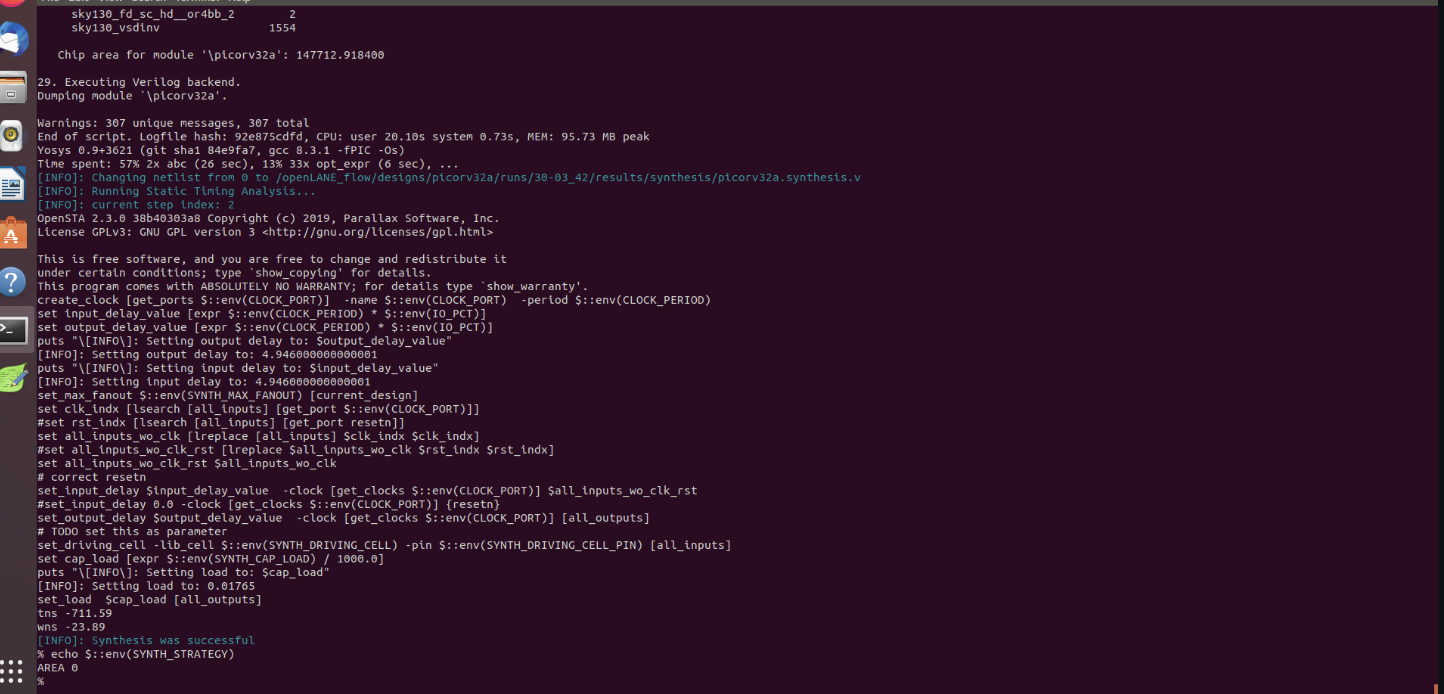 sky130_fd_sc_hd__or4bb_2        2
sky130_vsdinv                1554
Chip area for module '\picorv32a': 147712.918400
29. Executing Verilog backend.
Dumping module `\picorv32a'.
Warnings: 307 unique messages, 307 total
End of script. Logfile hash: 92e875cdfd, CPU: user 20.10s system 0.73s, MEM: 95.73 MB peak
Yosys 0.9+3621 (git sha1 84e9fa7, gcc 8.3.1 -fPIC -Os)
Time spent: 57% 2x abc (26 sec), 13% 33x opt_expr (6 sec), ...
[INFO]: Changing netlist from 0 to /openLANE_flow/designs/picorv32a/runs/30-03_42/results/synthesis/picorv32a.synthesis.v
[INFO]: Running Static Timing Analysis...
[INFO]: current step index: 2
OpenSTA 2.3.0 38b40303a8 Copyright (c) 2019, Parallax Software, Inc.
License GPLv3: GNU GPL version 3 <http://gnu.org/licenses/gpl.html>
This is free software, and you are free to change and redistribute it
under certain conditions; type `show_copying' for details.
This program comes with ABSOLUTELY NO WARRANTY; for details type `show_warranty'.
create_clock [get_ports $::env(CLOCK_PORT)]  -name $::env(CLOCK_PORT)  -period $::env(CLOCK_PERIOD)
set input_delay_value [expr $::env(CLOCK_PERIOD) * $::env(IO_PCT)]
set output_delay_value [expr $::env(CLOCK_PERIOD) * $::env(IO_PCT)]
puts "\[INFO\]: Setting output delay to: $output_delay_value"
[INFO]: Setting output delay to: 4.946000000000001
puts "\[INFO\]: Setting input delay to: $input_delay_value"
[INFO]: Setting input delay to: 4.946000000000001
set_max_fanout $::env(SYNTH_MAX_FANOUT) [current_design]
set clk_indx [lsearch [all_inputs] [get_port $::env(CLOCK_PORT)]]
#set rst_indx [lsearch [all_inputs] [get_port resetn]]
set all_inputs_wo_clk [lreplace [all_inputs] $clk_indx $clk_indx]
#set all_inputs_wo_clk_rst [lreplace $all_inputs_wo_clk $rst_indx $rst_indx]
set all_inputs_wo_clk_rst $all_inputs_wo_clk
# correct resetn
set_input_delay $input_delay_value  -clock [get_clocks $::env(CLOCK_PORT)] $all_inputs_wo_clk_rst
#set_input_delay 0.0 -clock [get_clocks $::env(CLOCK_PORT)] {resetn}
set_output_delay $output_delay_value  -clock [get_clocks $::env(CLOCK_PORT)] [all_outputs]
# TODO set this as parameter
set_driving_cell -lib_cell $::env(SYNTH_DRIVING_CELL) -pin $::env(SYNTH_DRIVING_CELL_PIN) [all_inputs]
set cap_load [expr $::env(SYNTH_CAP_LOAD) / 1000.0]
puts "\[INFO\]: Setting load to: $cap_load"
[INFO]: Setting load to: 0.01765
set_load  $cap_load [all_outputs]
tns -711.59
wns -23.89
[INFO]: Synthesis was successful
% echo $::env(SYNTH_STRATEGY)
AREA 0
%